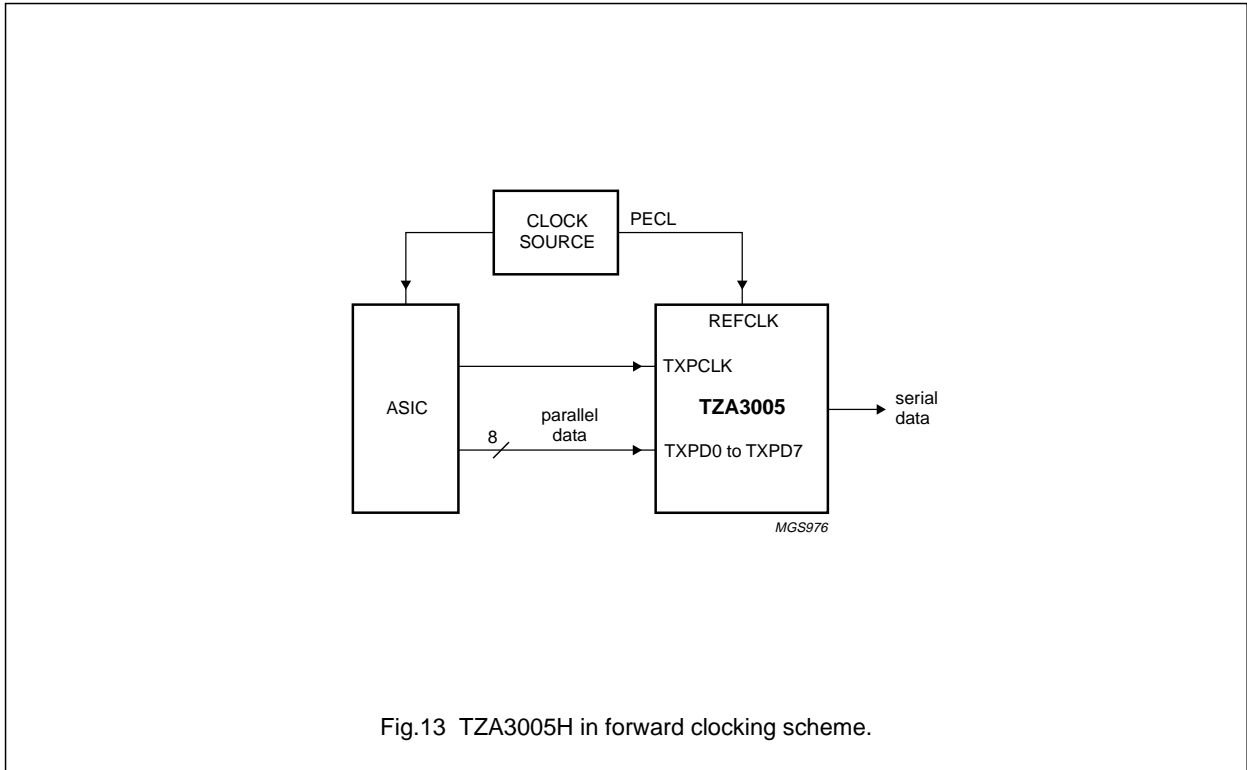 CLOCK
SOURCE
PECL
REFCLK
TXPCLK
ASIC
TZA3005
serial
data
parallel
data
8
TXPD0 to TXPD7
MGS976
Fig.13 TZA3005H in forward clocking scheme.